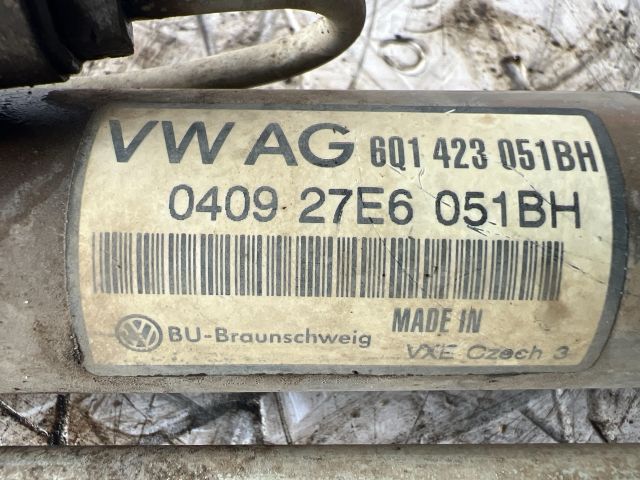 VW AG 6Q1 423 051BH
0409 27E6 051BH
BU-Braunschweig
MADE IN
VXE Czech 3